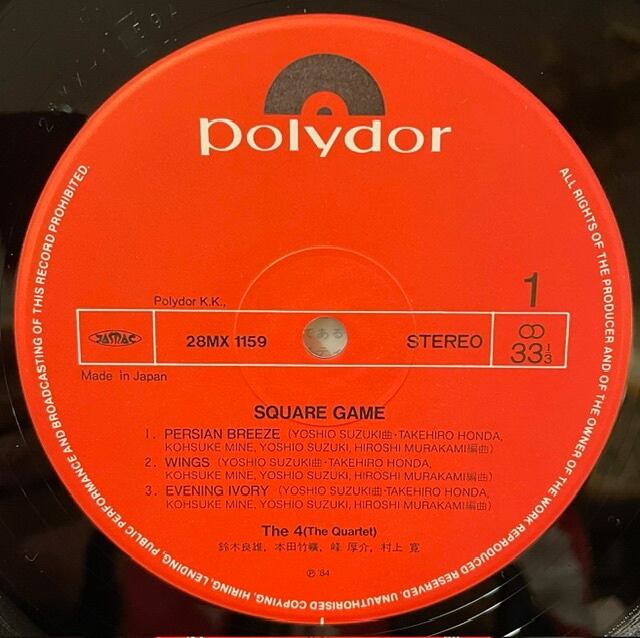 28MX 1159
polydor
ALL RIGHTS OF THE PRODUCER AND OF THE OWNER OF THE WORK REPRODUCED RESERVED. UNAUTHORISED COPYING, HIRING, LENDING, PUBLIC PERFORMANCE AND BROADCASTING OF THIS RECORD PROHIBITED.
1
Polydor K.K.,
JASRAC
28MX 1159
である
STEREO
33 1/3
Made in Japan
SQUARE GAME
1. PERSIAN BREEZE (YOSHIO SUZUKI曲・TAKEHIRO HONDA,
KOHSUKE MINE, YOSHIO SUZUKI, HIROSHI MURAKAMI編曲)
2. WINGS (YOSHIO SUZUKI曲・TAKEHIRO HONDA,
KOHSUKE MINE, YOSHIO SUZUKI, HIROSHI MURAKAMI編曲)
3. EVENING IVORY (YOSHIO SUZUKI曲・TAKEHIRO HONDA,
KOHSUKE MINE, YOSHIO SUZUKI, HIROSHI MURAKAMI編曲)
The 4(The Quartet)
鈴木良雄, 本田竹曠, 峰 厚介, 村上 寛
Ⓟ '84